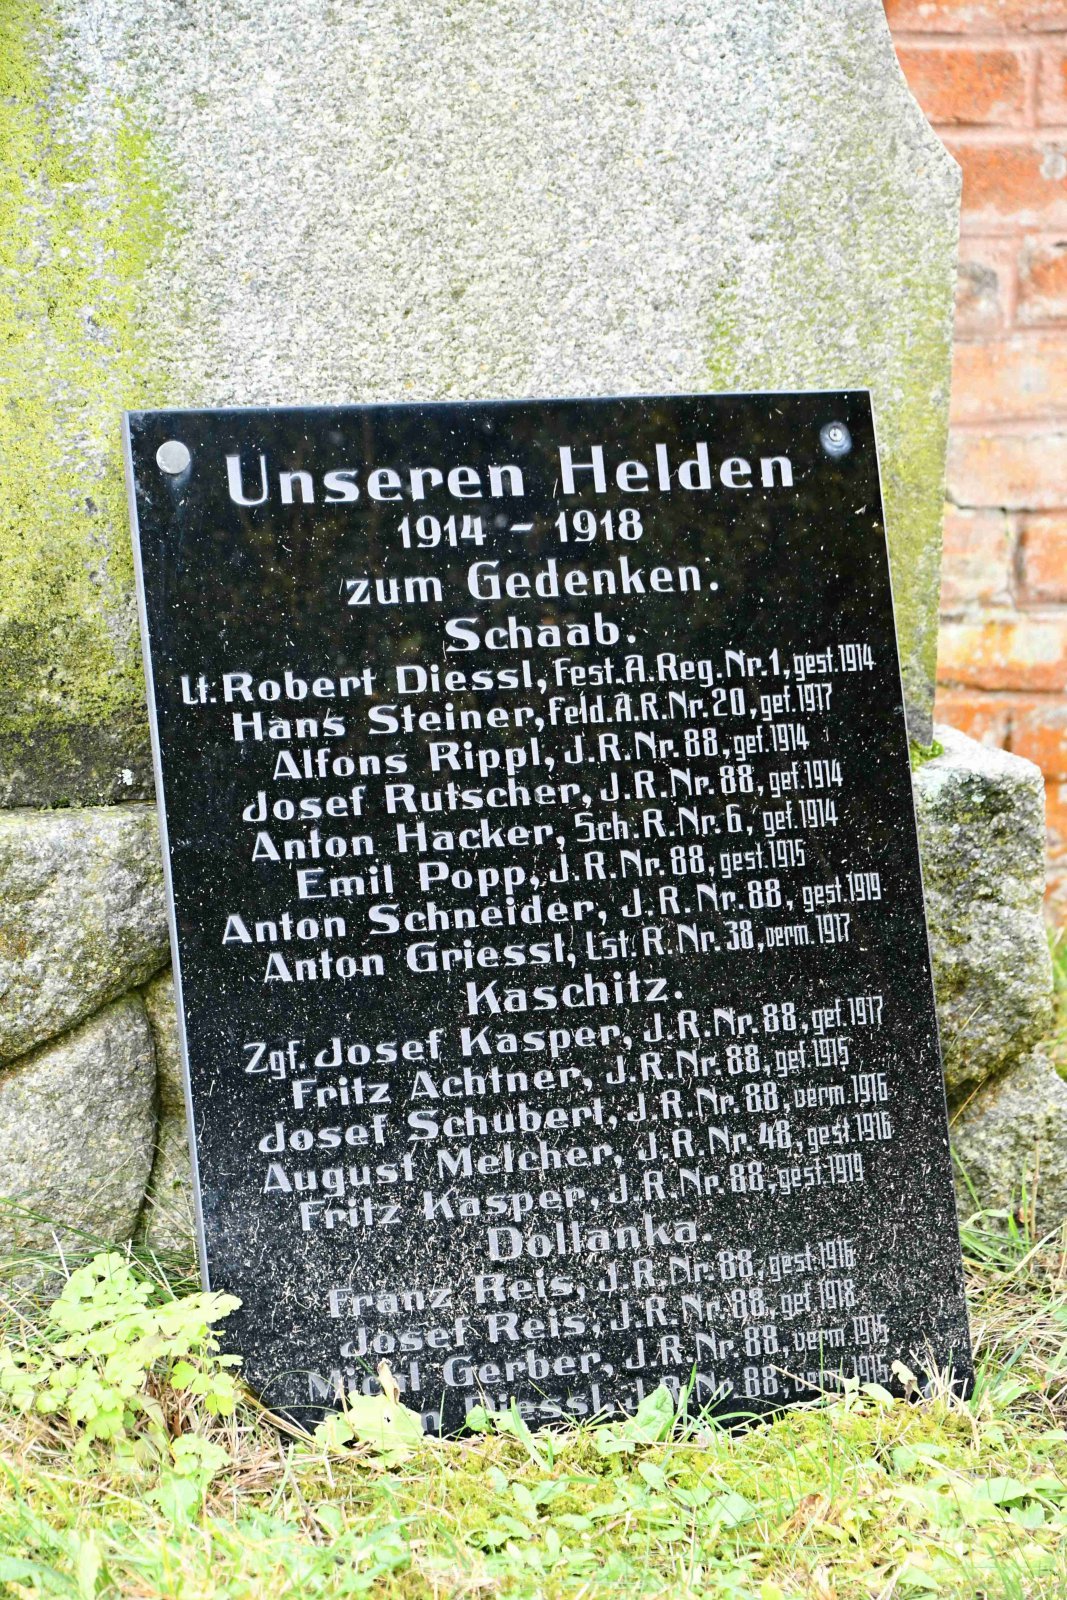 Unseren Helden
1914 - 1918
zum Gedenken.
Schaab.
Lt. Robert Diessl, Fest. A. Reg. Nr. 1, gest. 1914
Hans Steiner, Feld. A. R. Nr. 20, gef. 1917
Alfons Rippl, J. R. Nr. 88, gef. 1914
Josef Rutscher, J. R. Nr. 88, gef. 1914
Anton Hacker, Sch. R. Nr. 6, gef. 1914
Emil Popp, J. R. Nr. 88, gest. 1915
Anton Schneider, J. R. Nr. 88, gest. 1919
Anton Griessl, Lst. R. Nr. 38, verm. 1917
Kaschitz.
Zgf. Josef Kasper, J. R. Nr. 88, gef. 1917
Fritz Achtner, J. R. Nr. 88, gef. 1915
Josef Schubert, J. R. Nr. 88, verm. 1916
August Melcher, J. R. Nr. 48, gest. 1916
Fritz Kasper, J. R. Nr. 88, gest. 1919
Dollanka.
Franz Reis, J. R. Nr. 88, gest. 1916
Josef Reis, J. R. Nr. 88, gef. 1918
Gerber, J. R. Nr. 88, verm. 1915
Diessl, J. R. Nr. 88, verm. 1915